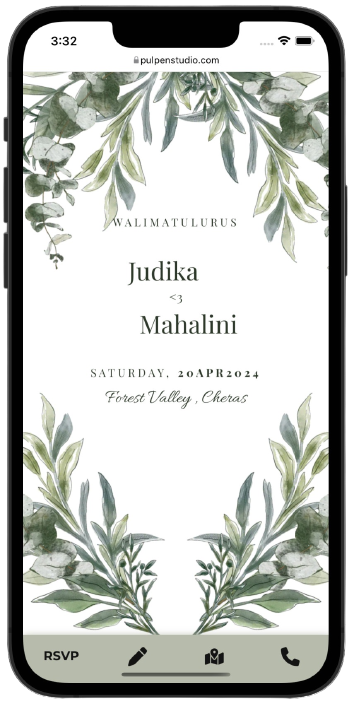 3:32
pulpenstudio.com
WALIMATULURUS
Judika
<3
Mahalini
SATURDAY, 20APR2024
Forest Valley , Cheras
RSVP